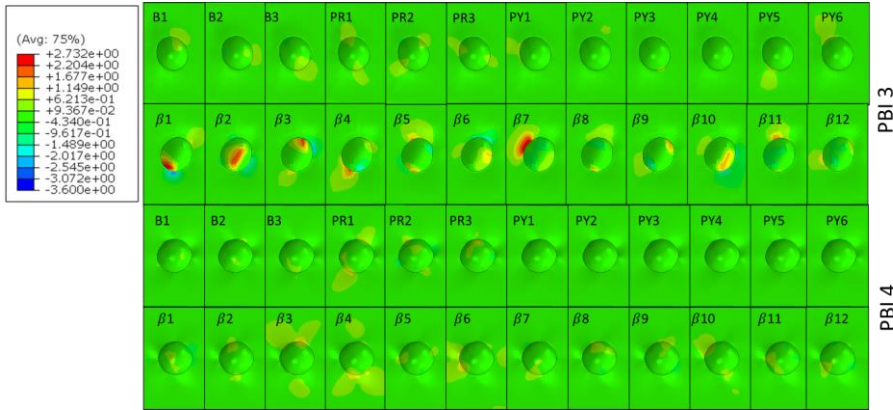 (Avg: 75%)
+2.732e+00
+2.204e+00
+1.677e+00
+1.149e+00
+6.213e-01
+9.367e-02
-4.340e-01
-9.617e-01
-1.489e+00
-2.017e+00
-2.545e+00
-3.072e+00
-3.600e+00
B1 B2 B3 PR1 PR2 PR3 PY1 PY2 PY3 PY4 PY5 PY6
β1 β2 β3 β4 β5 β6 β7 β8 β9 β10 β11 β12
PBI 3
B1 B2 B3 PR1 PR2 PR3 PY1 PY2 PY3 PY4 PY5 PY6
β1 β2 β3 β4 β5 β6 β7 β8 β9 β10 β11 β12
PBI 4